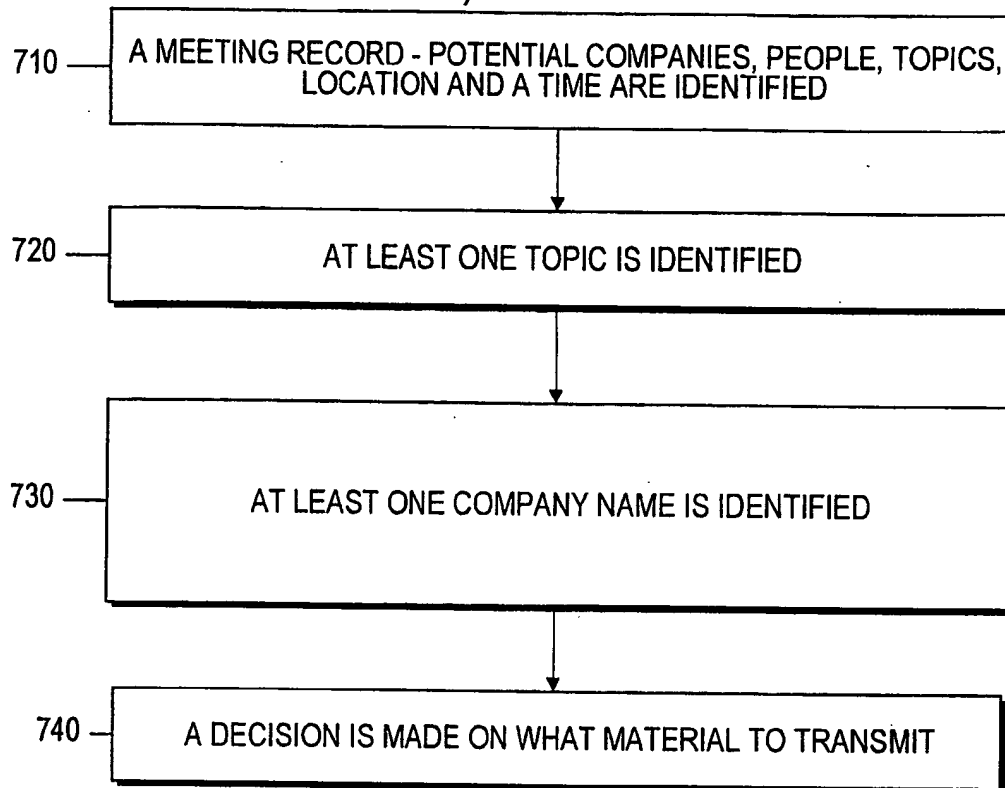 710
A MEETING RECORD - POTENTIAL COMPANIES, PEOPLE, TOPICS,
LOCATION AND A TIME ARE IDENTIFIED
720
AT LEAST ONE TOPIC IS IDENTIFIED
730
AT LEAST ONE COMPANY NAME IS IDENTIFIED
740
A DECISION IS MADE ON WHAT MATERIAL TO TRANSMIT